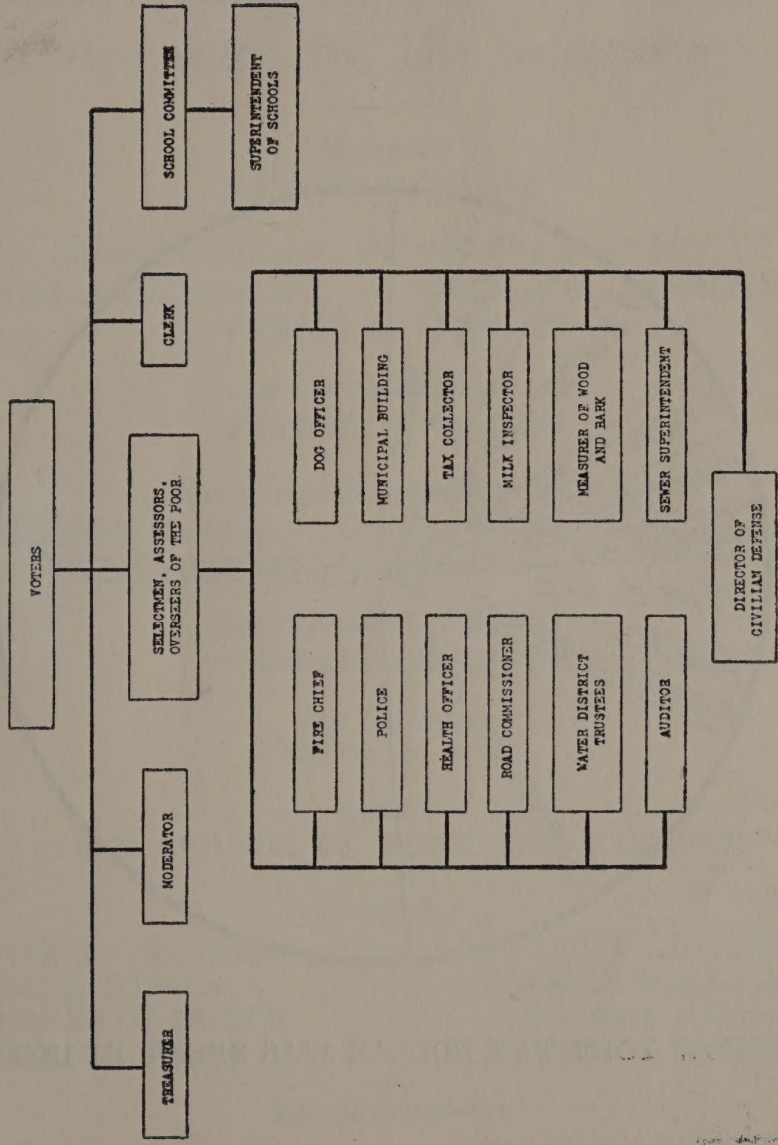 VOTERS
TREASURER
MODERATOR
SELECTMEN, ASSESSORS,
OVERSEERS OF THE POOR.
CLERK
SCHOOL COMMITTEE
SUPERINTENDENT
OF SCHOOLS
FIRE CHIEF
POLICE
HEALTH OFFICER
ROAD COMMISSIONER
WATER DISTRICT
TRUSTEES
AUDITOR
DOG OFFICER
MUNICIPAL BUILDING
TAX COLLECTOR
MILK INSPECTOR
MEASURER OF WOOD
AND BARK
SEWER SUPERINTENDENT
DIRECTOR OF
CIVILIAN DEFENSE